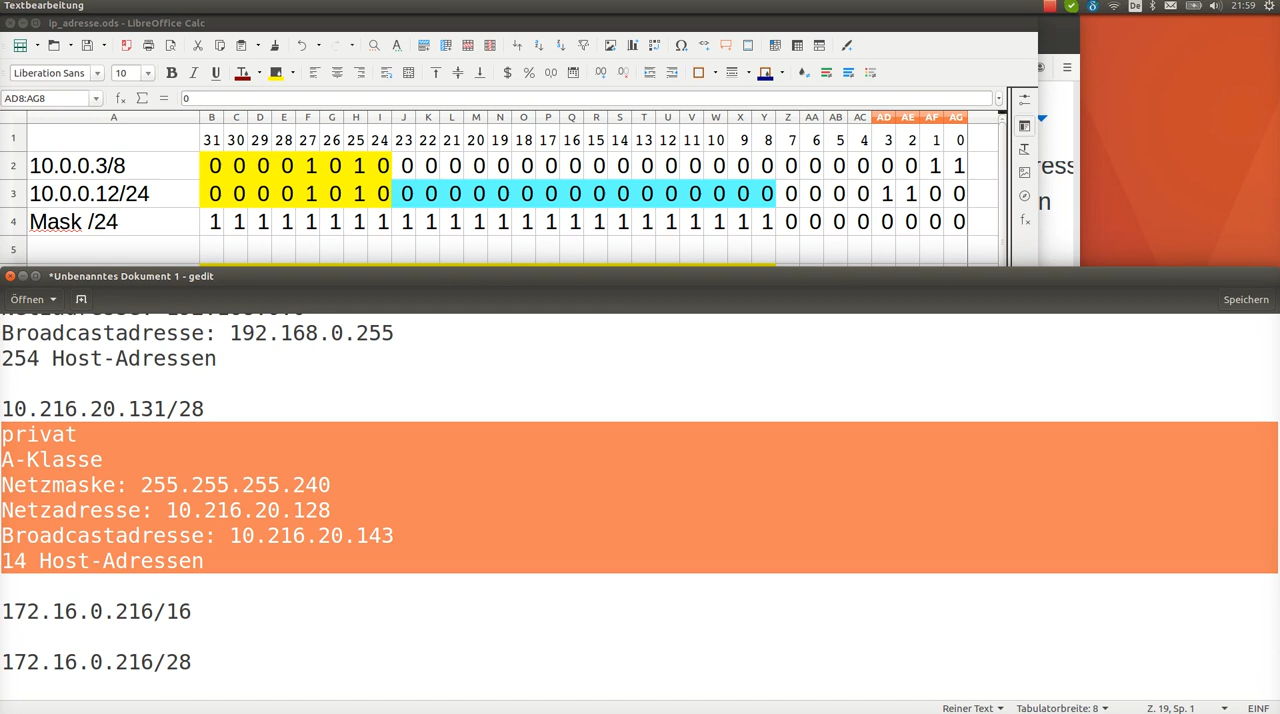 Textbearbeitung
De
21:59
ip_adresse.ods - LibreOffice Calc
Liberation Sans
10
AD8:AG8
0
A B C D E F G H I J K L M N O P Q R S T U V W X Y Z AA AB AC AD AE AF AG
1 31 30 29 28 27 26 25 24 23 22 21 20 19 18 17 16 15 14 13 12 11 10 9 8 7 6 5 4 3 2 1 0
2 10.0.0.3/8 0 0 0 0 1 0 1 0 0 0 0 0 0 0 0 0 0 0 0 0 0 0 0 0 0 0 0 0 0 0 1 1
3 10.0.0.12/24 0 0 0 0 1 0 1 0 0 0 0 0 0 0 0 0 0 0 0 0 0 0 0 0 0 0 0 0 1 1 0 0
4 Mask /24 1 1 1 1 1 1 1 1 1 1 1 1 1 1 1 1 1 1 1 1 1 1 1 1 0 0 0 0 0 0 0 0
5
*Unbenanntes Dokument 1 - gedit
Öffnen
Speichern
Broadcastadresse: 192.168.0.255
254 Host-Adressen
10.216.20.131/28
privat
A-Klasse
Netzmaske: 255.255.255.240
Netzadresse: 10.216.20.128
Broadcastadresse: 10.216.20.143
14 Host-Adressen
172.16.0.216/16
172.16.0.216/28
Reiner Text
Tabulatorbreite: 8
Z. 19, Sp. 1
EINF